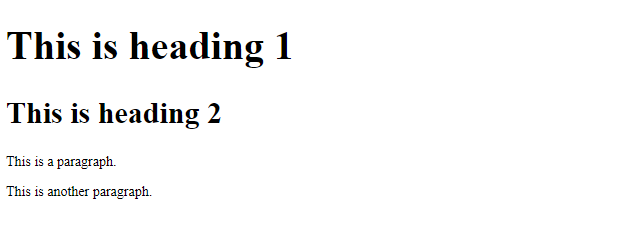 This is heading 1
This is heading 2
This is a paragraph.
This is another paragraph.